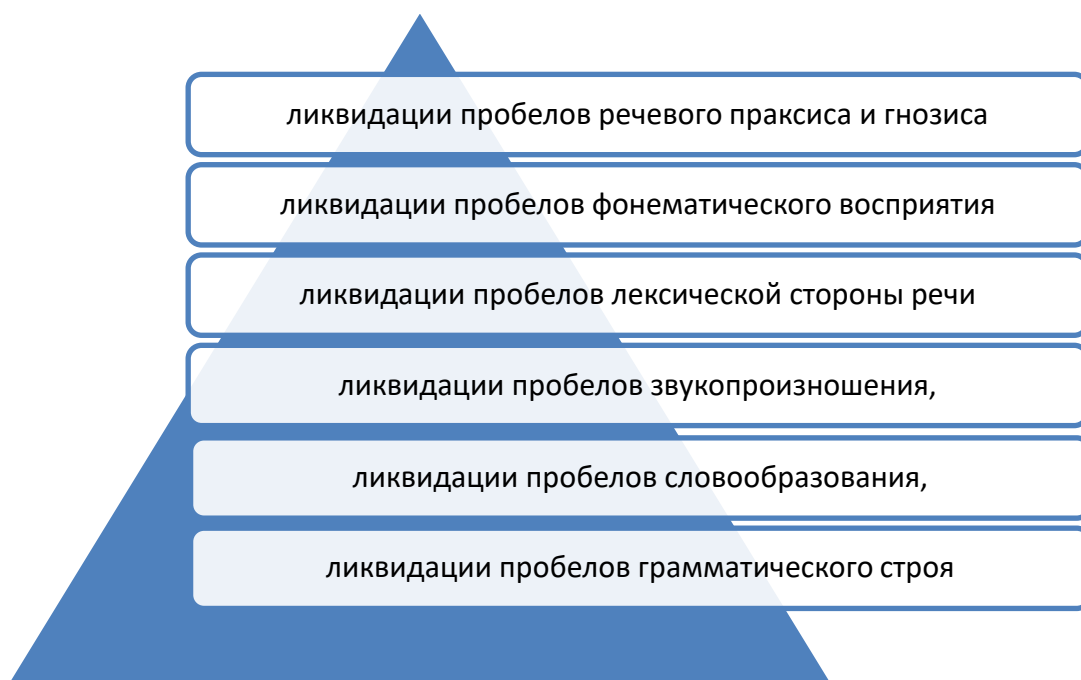 ликвидации пробелов речевого праксиса и гнозиса
ликвидации пробелов фонематического восприятия
ликвидации пробелов лексической стороны речи
ликвидации пробелов звукопроизношения,
ликвидации пробелов словообразования,
ликвидации пробелов грамматического строя